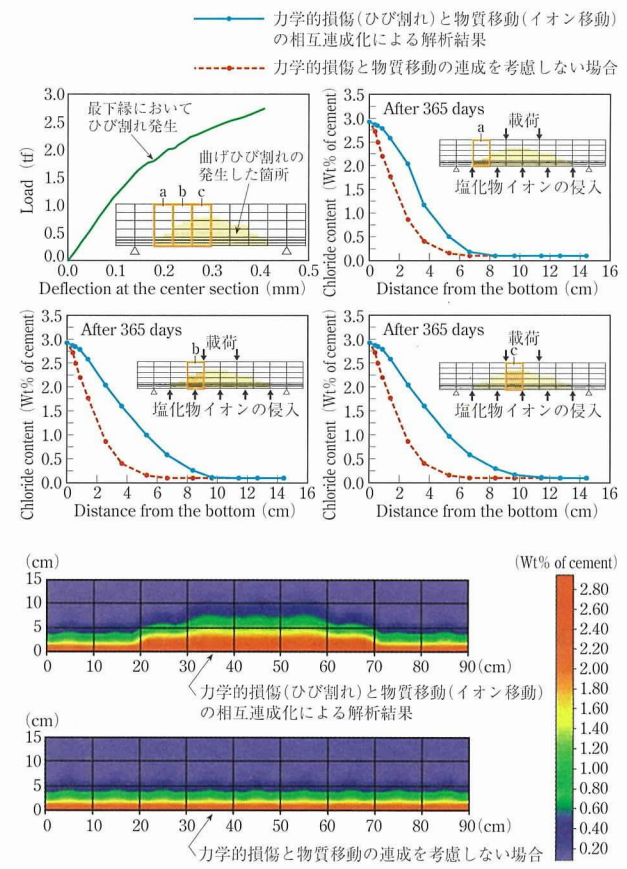 力学的損傷(ひび割れ)と物質移動(イオン移動)
の相互連成化による解析結果
力学的損傷と物質移動の連成を考慮しない場合
3.0
2.5
2.0
1.5
1.0
0.5
0.0
Load (tf)
最下縁において
ひび割れ発生
曲げひび割れの
発生した箇所
a b c
0.0 0.1 0.2 0.3 0.4 0.5
Deflection at the center section (mm)
3.5
3.0
2.5
2.0
1.5
1.0
0.5
0.0
Chloride content (Wt% of cement)
After 365 days
載荷
a
塩化物イオンの侵入
0 2 4 6 8 10 12 14 16
Distance from the bottom (cm)
3.5
3.0
2.5
2.0
1.5
1.0
0.5
0.0
Chloride content (Wt% of cement)
After 365 days
載荷
b
塩化物イオンの侵入
0 2 4 6 8 10 12 14 16
Distance from the bottom (cm)
3.5
3.0
2.5
2.0
1.5
1.0
0.5
0.0
Chloride content (Wt% of cement)
After 365 days
載荷
c
塩化物イオンの侵入
0 2 4 6 8 10 12 14 16
Distance from the bottom (cm)
(cm)
15
10
5
0
0 10 20 30 40 50 60 70 80 90(cm)
力学的損傷(ひび割れ)と物質移動(イオン移動)
の相互連成化による解析結果
(cm)
15
10
5
0
0 10 20 30 40 50 60 70 80 90(cm)
力学的損傷と物質移動の連成を考慮しない場合
(Wt% of cement)
2.80
2.60
2.40
2.20
2.00
1.80
1.60
1.40
1.20
1.00
0.80
0.60
0.40
0.20